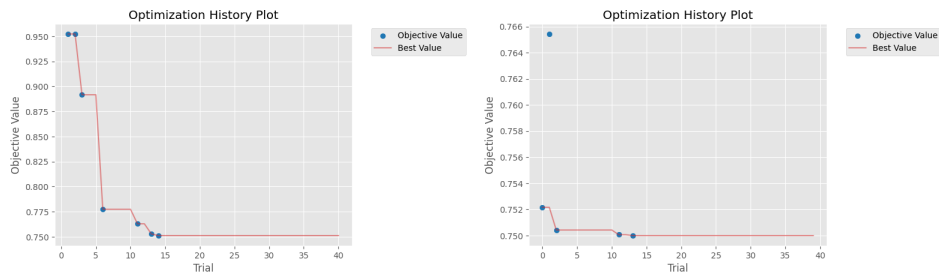 Optimization History Plot
Objective Value
Best Value
0.950
0.925
0.900
0.875
0.850
0.825
0.800
0.775
0.750
Objective Value
0 5 10 15 20 25 30 35 40
Trial
Optimization History Plot
Objective Value
Best Value
0.766
0.764
0.762
0.760
0.758
0.756
0.754
0.752
0.750
Objective Value
0 5 10 15 20 25 30 35 40
Trial